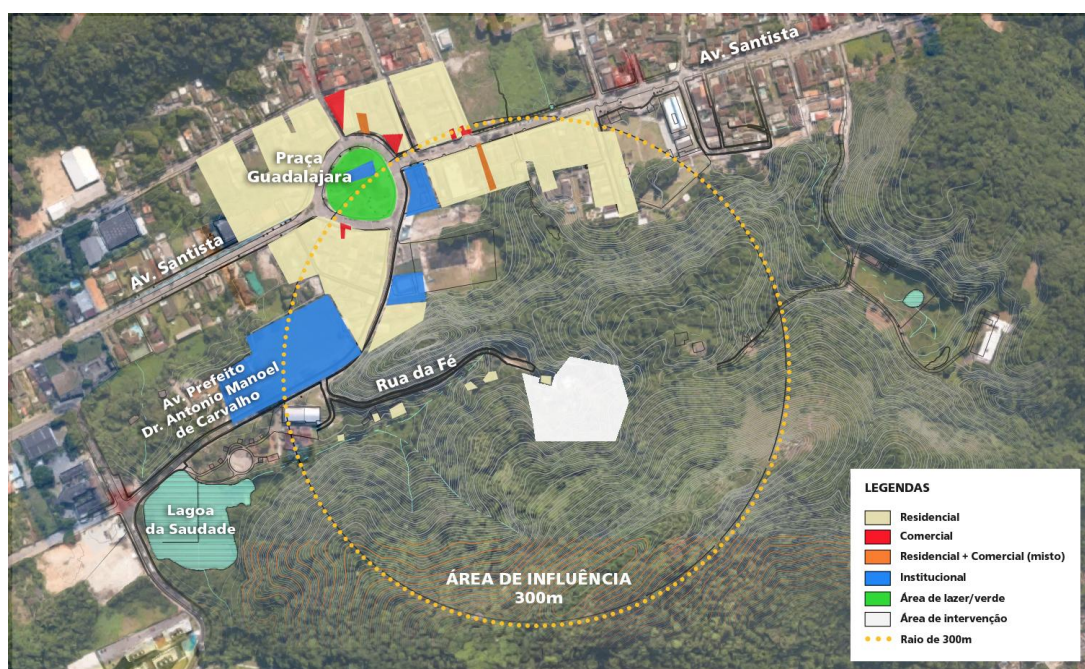 Av. Santista
Praça
Guadalajara
Av. Santista
Rua da Fé
Av. Prefeito
Dr. Antonio Manoel
de Carvalho
Lagoa
da Saudade
ÁREA DE INFLUÊNCIA
300m
LEGENDAS
Residencial
Comercial
Residencial + Comercial (misto)
Institucional
Área de lazer/verde
Área de intervenção
Raio de 300m